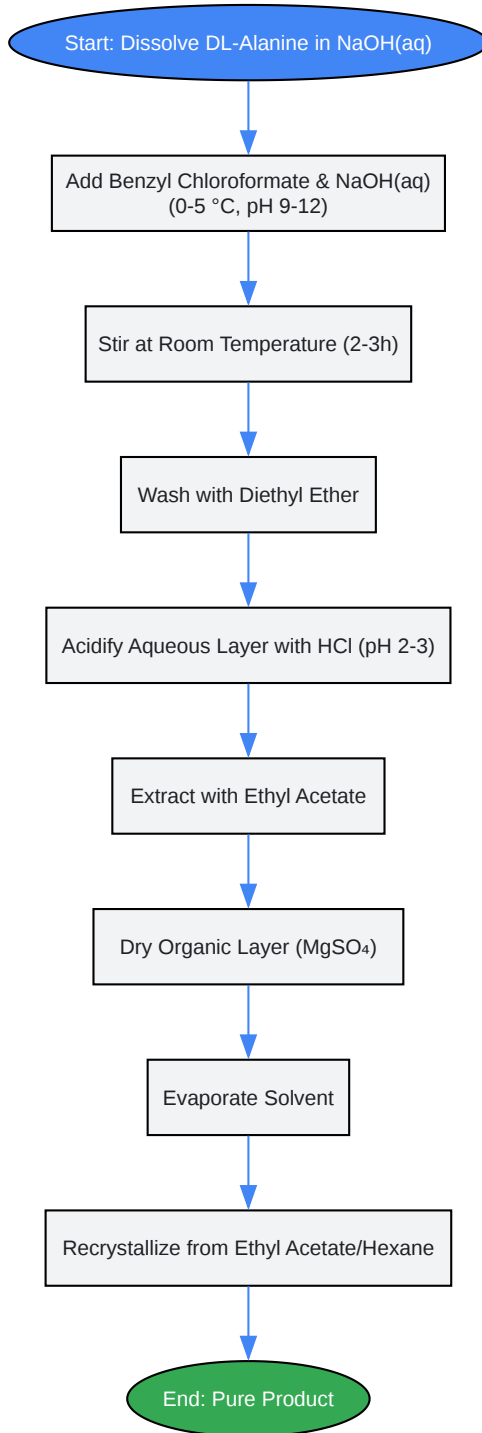 Start: Dissolve DL-Alanine in NaOH(aq)
Add Benzyl Chloroformate & NaOH(aq)
(0-5 °C, pH 9-12)
Stir at Room Temperature (2-3h)
Wash with Diethyl Ether
Acidify Aqueous Layer with HCl (pH 2-3)
Extract with Ethyl Acetate
Dry Organic Layer (MgSO₄)
Evaporate Solvent
Recrystallize from Ethyl Acetate/Hexane
End: Pure Product